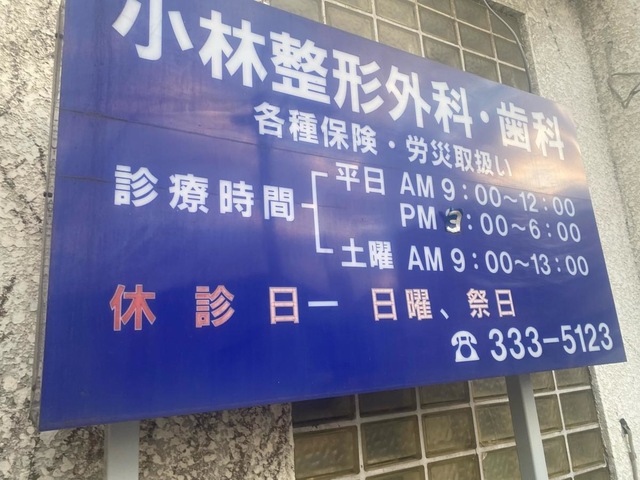 小林整形外科・歯科
各種保険・労災取扱い
診療時間
平日 AM 9:00〜12:00
PM 3:00〜6:00
土曜 AM 9:00〜13:00
休診日ー 日曜、祭日
☎ 333-5123